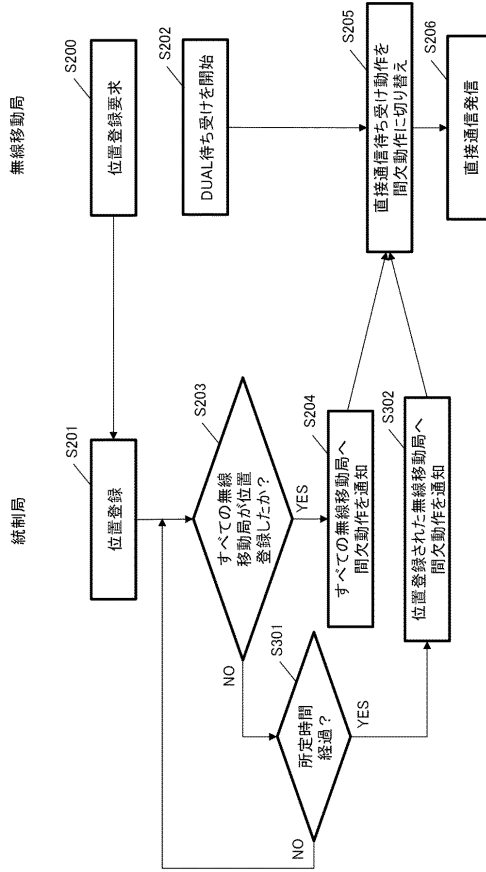 無線移動局
統制局
S200
位置登録要求
S201
位置登録
S202
DUAL待ち受けを開始
S203
すべての無線
移動局が位置
登録したか？
YES
NO
S204
すべての無線移動局へ
間欠動作を通知
S301
所定時間
経過？
YES
NO
S302
位置登録された無線移動局へ
間欠動作を通知
S205
直接通信待ち受け動作を
間欠動作に切り替え
S206
直接通信発信